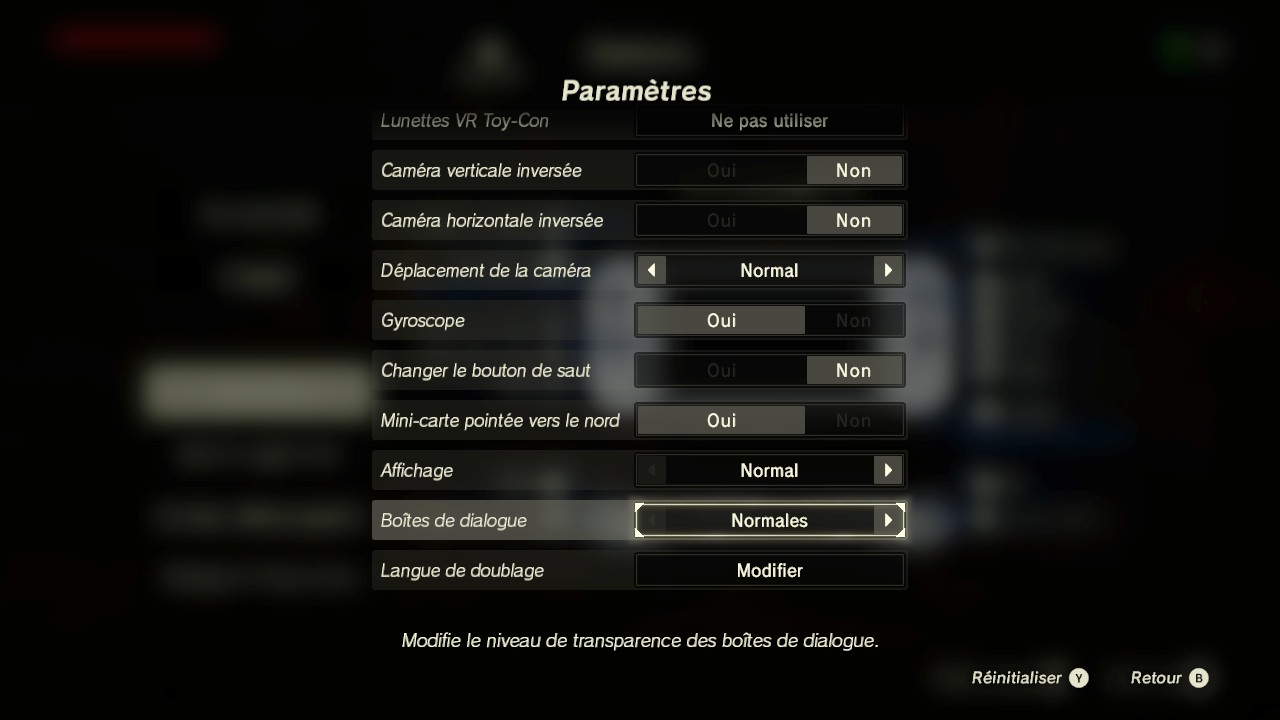 Paramètres
Lunettes VR Toy-Con Ne pas utiliser
Caméra verticale inversée Oui Non
Caméra horizontale inversée Oui Non
Déplacement de la caméra Normal
Gyroscope Oui Non
Changer le bouton de saut Oui Non
Mini-carte pointée vers le nord Oui Non
Affichage Normal
Boîtes de dialogue Normales
Langue de doublage Modifier
Modifie le niveau de transparence des boîtes de dialogue.
Réinitialiser Y Retour B